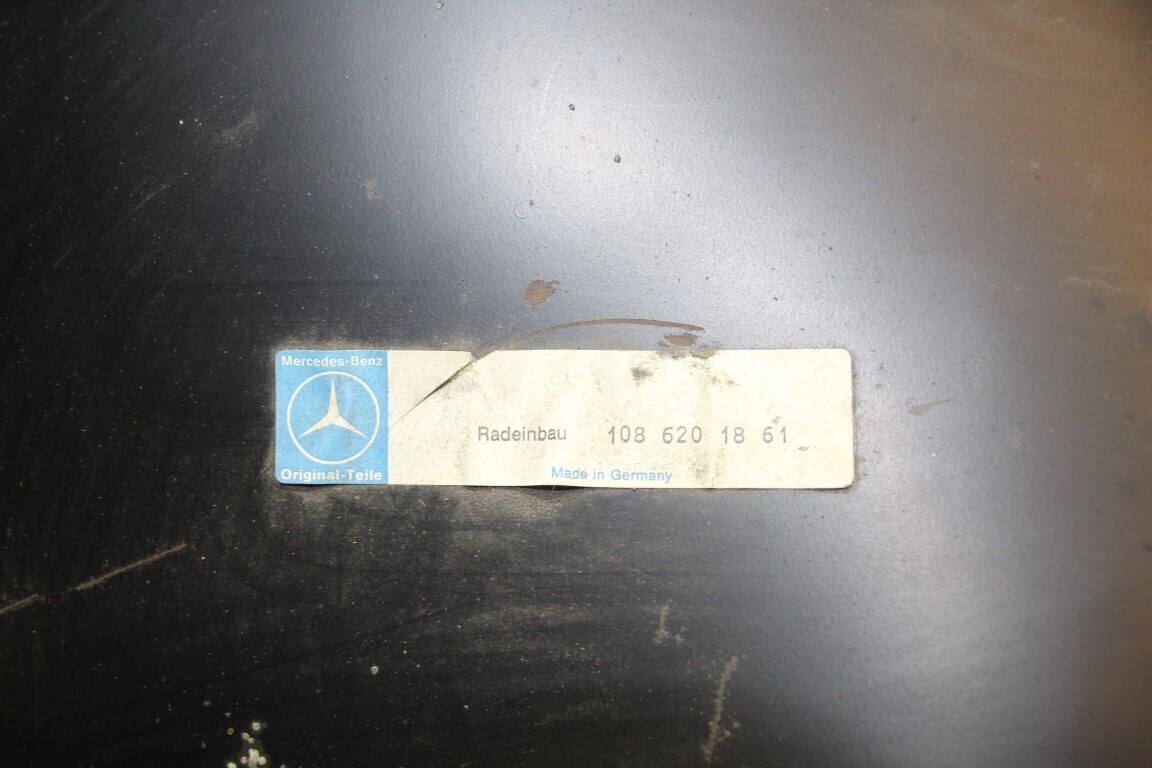 Mercedes-Benz
Original-Teile
Radeinbau 108 620 18 61
Made in Germany